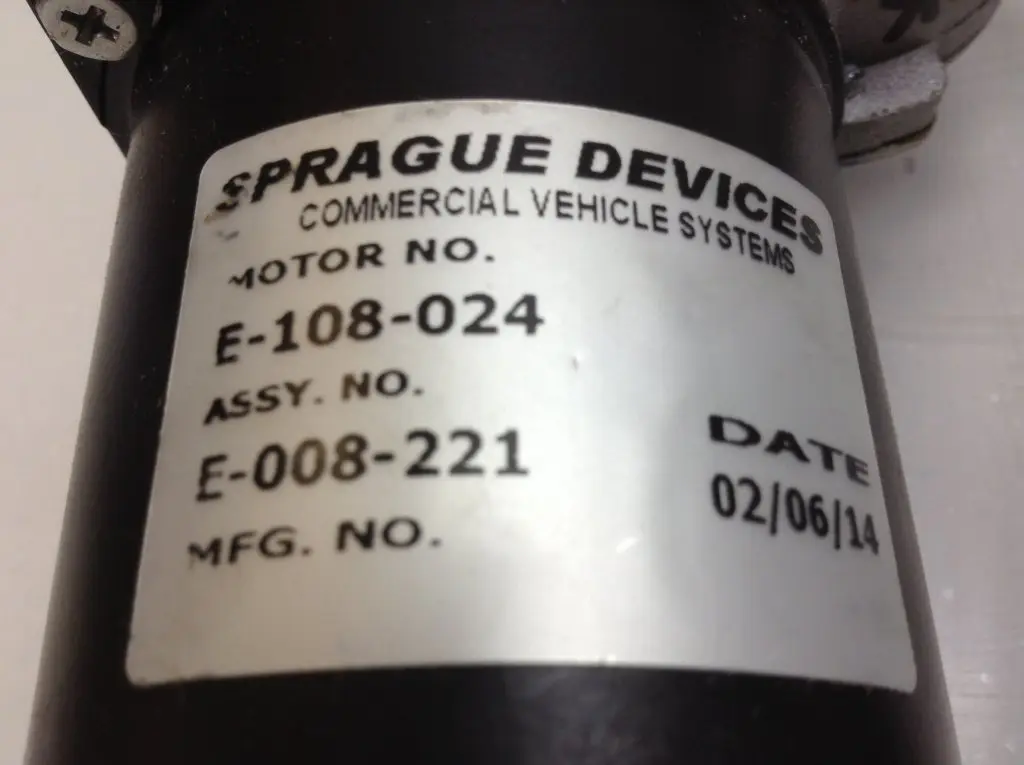 SPRAGUE DEVICES
COMMERCIAL VEHICLE SYSTEMS
MOTOR NO.
E-108-024
ASSY. NO.
E-008-221
DATE
02/06/14
MFG. NO.